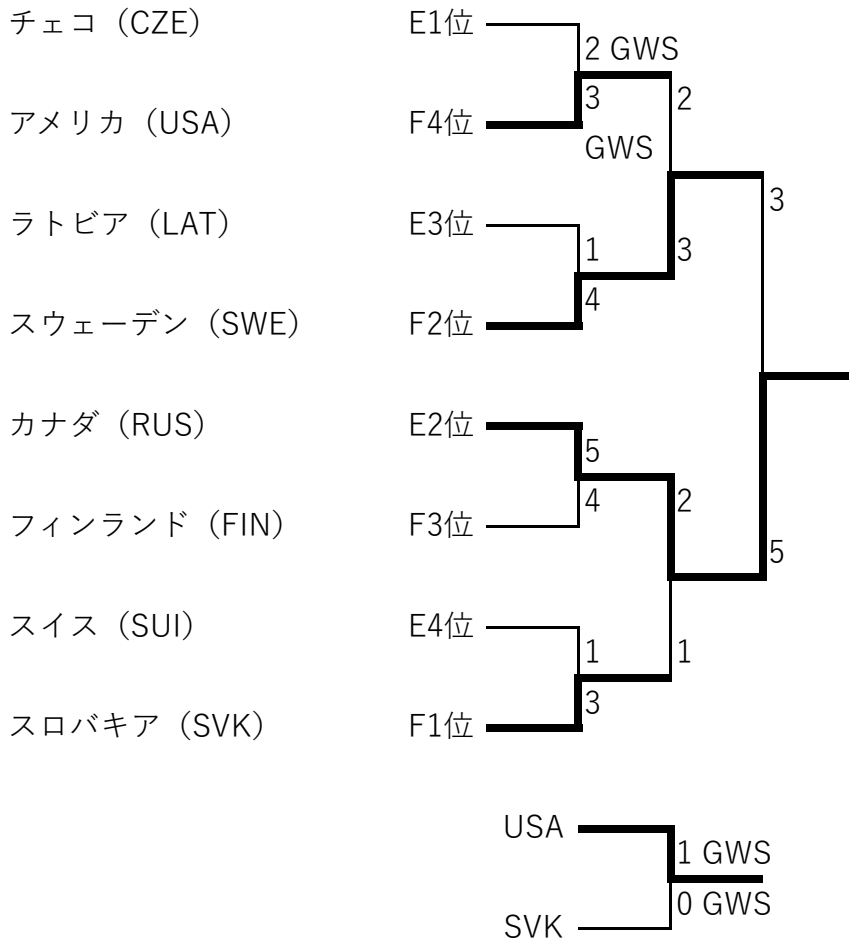 チェコ（CZE） E1位
2 GWS
3 2
アメリカ（USA） F4位
GWS
3
ラトビア（LAT） E3位
1 3
4
スウェーデン（SWE） F2位
カナダ（RUS） E2位
5
4 2
フィンランド（FIN） F3位
5
スイス（SUI） E4位
1 1
3
スロバキア（SVK） F1位
USA
1 GWS
0 GWS
SVK